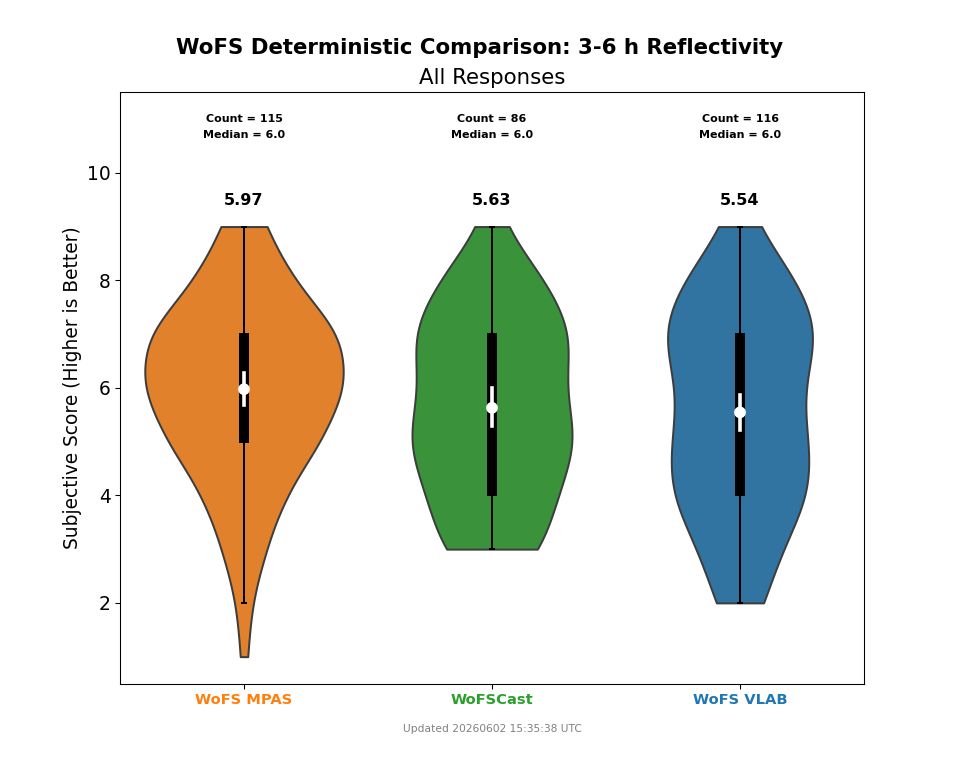 WoFS Deterministic Comparison: 3-6 h Reflectivity
All Responses
Count = 115
Median = 6.0
Count = 86
Median = 6.0
Count = 116
Median = 6.0
5.97
5.63
5.54
10
8
6
4
2
Subjective Score (Higher is Better)
WoFS MPAS
WoFSCast
WoFS VLAB
Updated 20260602 15:35:38 UTC